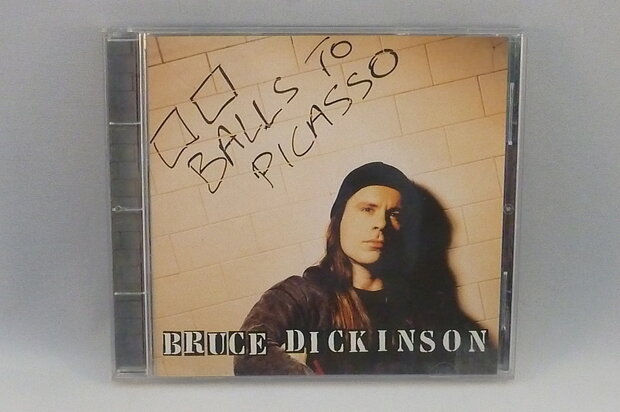 BALLS TO
PICASSO
BRUCE DICKINSON